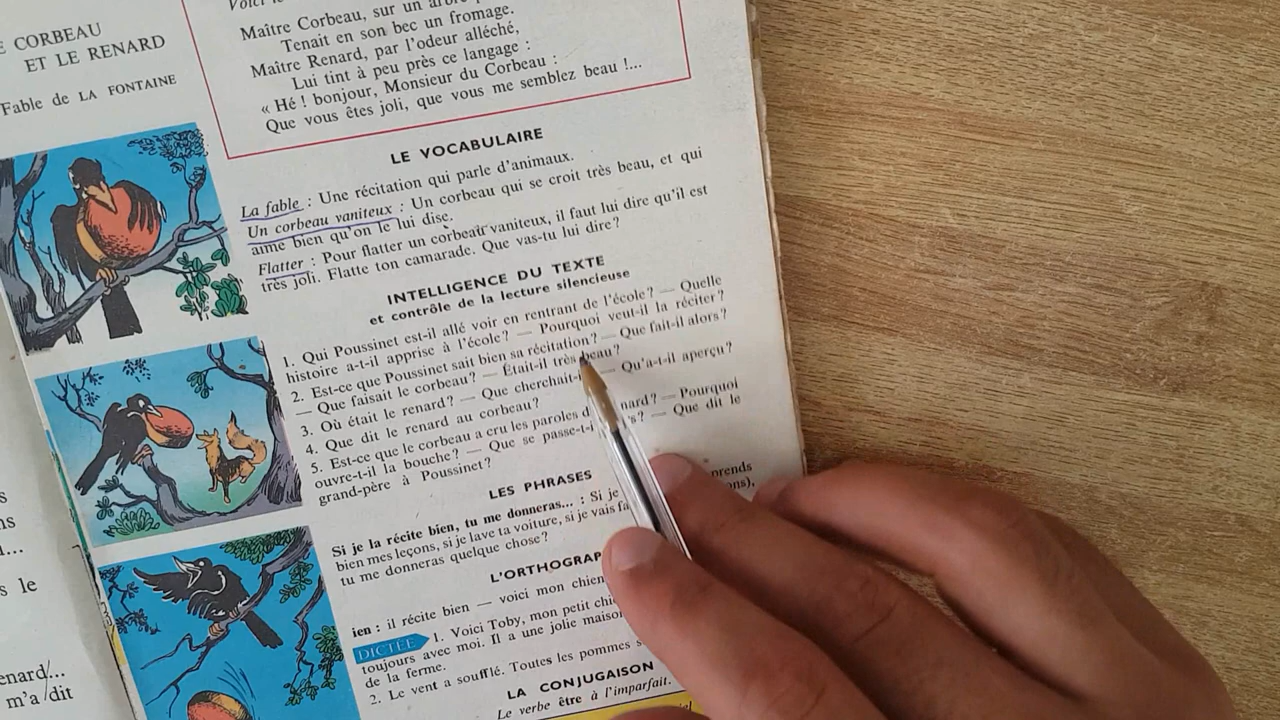 CORBEAU
ET LE RENARD
Fable de LA FONTAINE
s
ns
...
s le
enard...
m'a dit
Voici le
Maître Corbeau, sur un arbre
Tenait en son bec un fromage.
Maître Renard, par l'odeur alléché,
Lui tint à peu près ce langage :
« Hé ! bonjour, Monsieur du Corbeau :
Que vous êtes joli, que vous me semblez beau !...
LE VOCABULAIRE
La fable : Une récitation qui parle d'animaux.
Un corbeau vaniteux : Un corbeau qui se croit très beau, et qui
aime bien qu'on le lui dise.
Flatter : Pour flatter un corbeau vaniteux, il faut lui dire qu'il est
très joli. Flatte ton camarade. Que vas-tu lui dire ?
INTELLIGENCE DU TEXTE
et contrôle de la lecture silencieuse
1. Qui Poussinet est-il allé voir en rentrant de l'école ? — Quelle
histoire a-t-il apprise à l'école ? — Pourquoi veut-il la réciter ?
2. Est-ce que Poussinet sait bien sa récitation ? — Que fait-il alors ?
— Que faisait le corbeau ? — Était-il très beau ?
3. Où était le renard ? — Que cherchait-i — Qu'a-t-il aperçu ?
4. Que dit le renard au corbeau ?
5. Est-ce que le corbeau a cru les paroles d nard ? — Pourquoi
ouvre-t-il la bouche ? — Que se passe-t-i s ? — Que dit le
grand-père à Poussinet ?
LES PHRASES
Si je la récite bien, tu me donneras... : Si je prends
bien mes leçons, si je lave ta voiture, si je vais fa ons),
tu me donneras quelque chose ?
L'ORTHOGRAP
ien : il récite bien — voici mon chien
DICTÉE 1. Voici Toby, mon petit chie
toujours avec moi. Il a une jolie maison
de la ferme.
2. Le vent a soufflé. Toutes les pommes s
LA CONJUGAISON
Le verbe être à l'imparfait.
iel